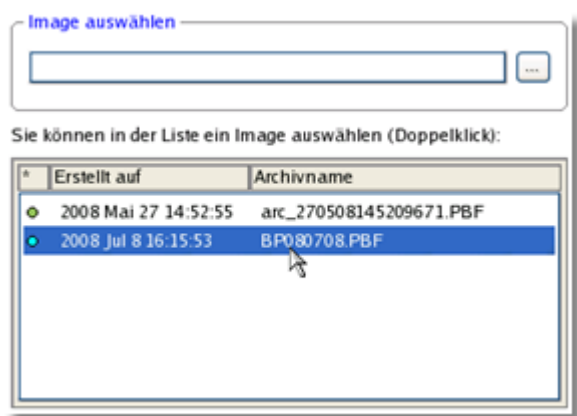 Image auswählen
...
Sie können in der Liste ein Image auswählen (Doppelklick):
* Erstellt auf Archivname
2008 Mai 27 14:52:55 arc_270508145209671.PBF
2008 Jul 8 16:15:53 BP080708.PBF